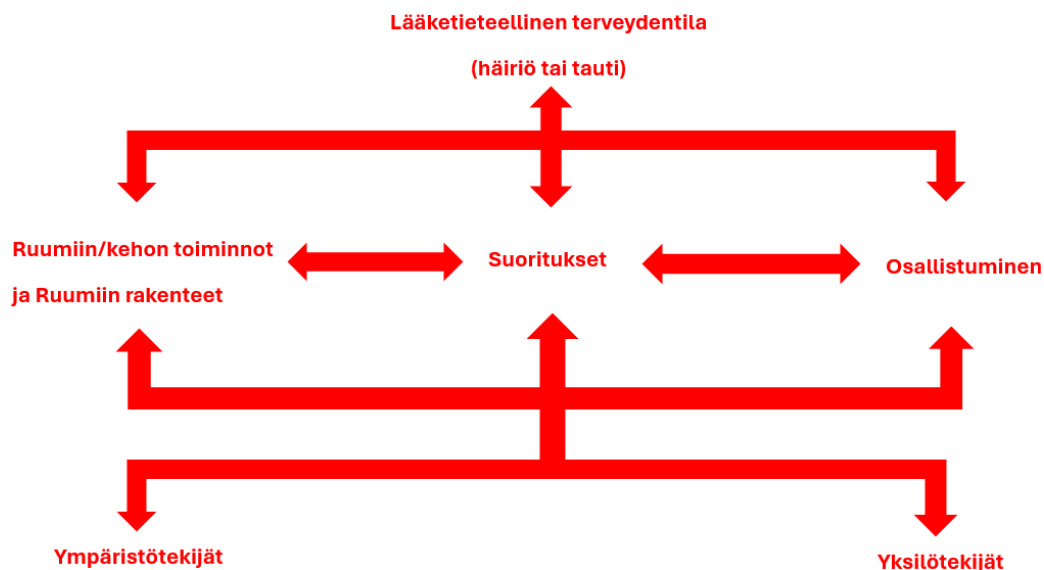 Lääketieteellinen terveydentila
(häiriö tai tauti)
Ruumiin/kehon toiminnot
ja Ruumiin rakenteet
Suoritukset
Osallistuminen
Ympäristötekijät
Yksilötekijät